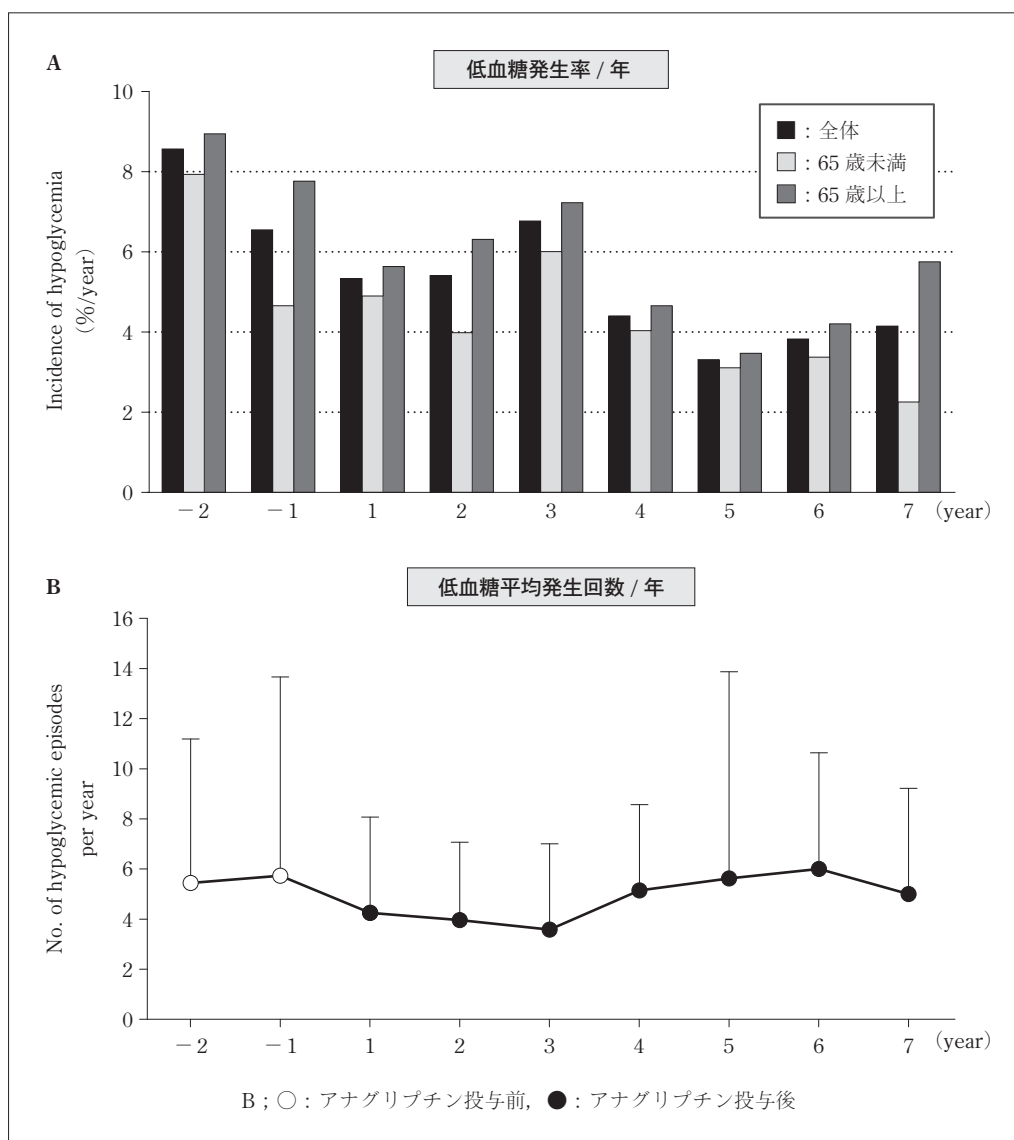 A
低血糖発生率 / 年
10
8
6
4
2
0
Incidence of hypoglycemia
(%/year)
■ : 全体
■ : 65 歳未満
■ : 65 歳以上
−2 −1 1 2 3 4 5 6 7 (year)
B
低血糖平均発生回数 / 年
16
14
12
10
8
6
4
2
0
No. of hypoglycemic episodes
per year
−2 −1 1 2 3 4 5 6 7 (year)
B ; ○ : アナグリプチン投与前, ● : アナグリプチン投与後